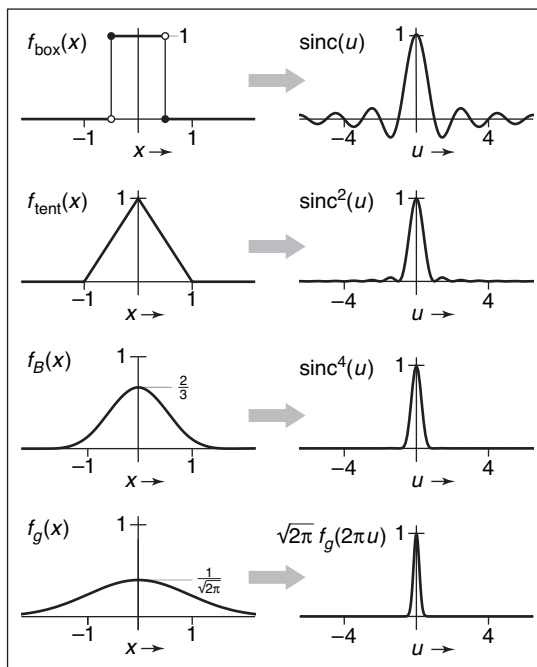 f_box(x) 1 sinc(u) 1
−1 1 −4 4
x → u →
f_tent(x) 1 sinc²(u) 1
−1 1 −4 4
x → u →
f_B(x) 1 2/3 sinc⁴(u) 1
−1 1 −4 4
x → u →
f_g(x) 1 1/√2π √2π f_g(2πu) 1
−1 1 −4 4
x → u →